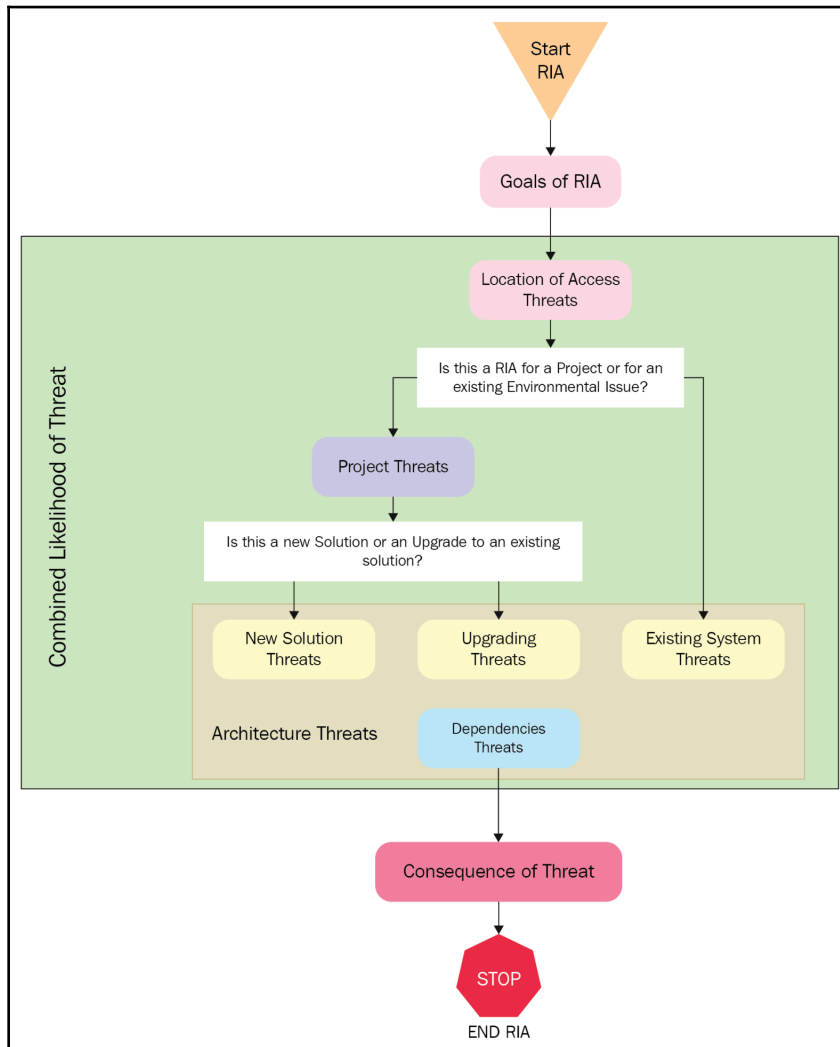 Start
RIA
Goals of RIA
Location of Access
Threats
Is this a RIA for a Project or for an
existing Environmental Issue?
Combined Likelihood of Threat
Project Threats
Is this a new Solution or an Upgrade to an existing
solution?
New Solution
Threats
Upgrading
Threats
Existing System
Threats
Architecture Threats
Dependencies
Threats
Consequence of Threat
STOP
END RIA